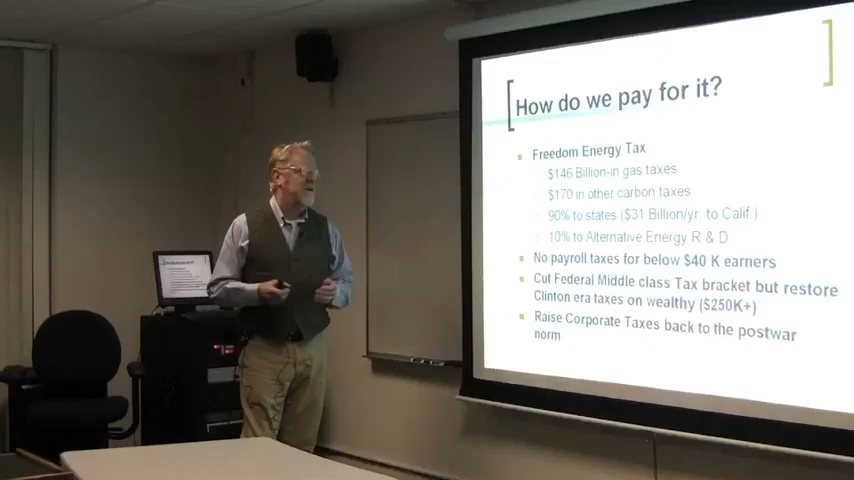 How do we pay for it?
Freedom Energy Tax
$146 Billion-in gas taxes
$170 in other carbon taxes
90% to states ($31 Billion/yr. to Calif.)
10% to Alternative Energy R & D
No payroll taxes for below $40 K earners
Cut Federal Middle class Tax bracket but restore
Clinton era taxes on wealthy ($250K+)
Raise Corporate Taxes back to the postwar
norm